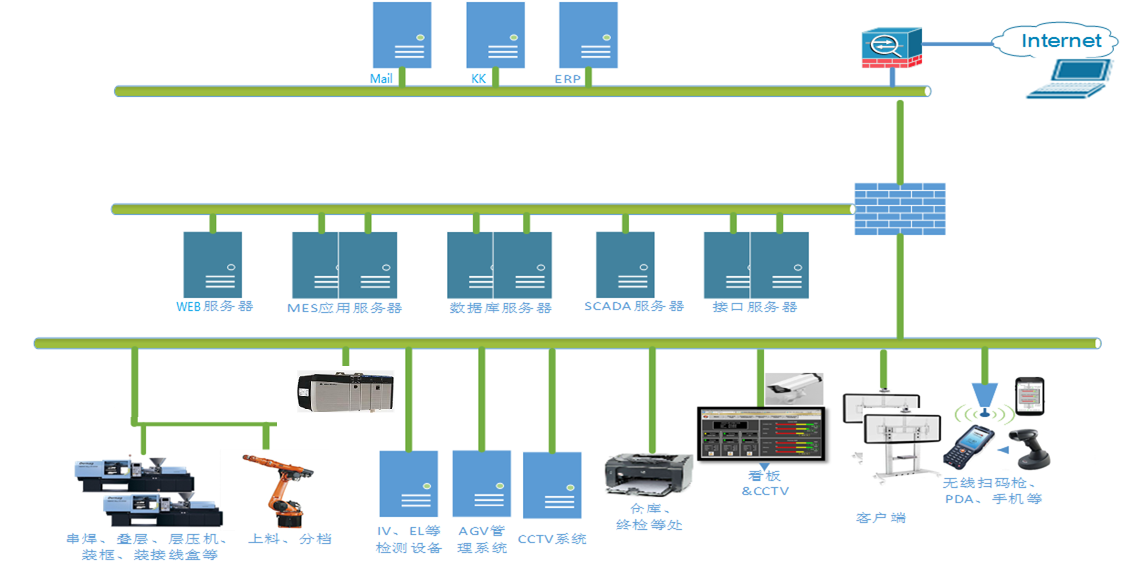 Internet
Mail
KK
ERP
WEB服务器
MES应用服务器
数据库服务器
SCADA服务器
接口服务器
看板
&CCTV
无线扫码枪、
PDA、手机等
仓库、
终检等处
客户端
串焊、叠层、层压机、
装框、装接线盒等
上料、分档
IV、EL等
检测设备
AGV管
理系统
CCTV系统